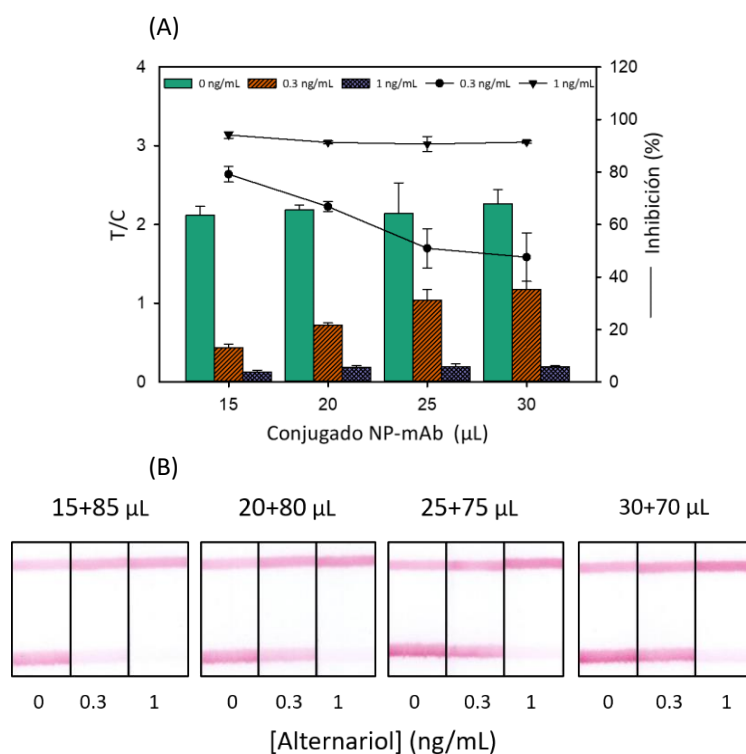 (A)
0 ng/mL 0.3 ng/mL 1 ng/mL 0.3 ng/mL 1 ng/mL
4
3
2
1
0
T/C
120
100
80
60
40
20
0
Inhibición (%)
15 20 25 30
Conjugado NP-mAb (µL)
(B)
15+85 µL 20+80 µL 25+75 µL 30+70 µL
0 0.3 1 0 0.3 1 0 0.3 1 0 0.3 1
[Alternariol] (ng/mL)